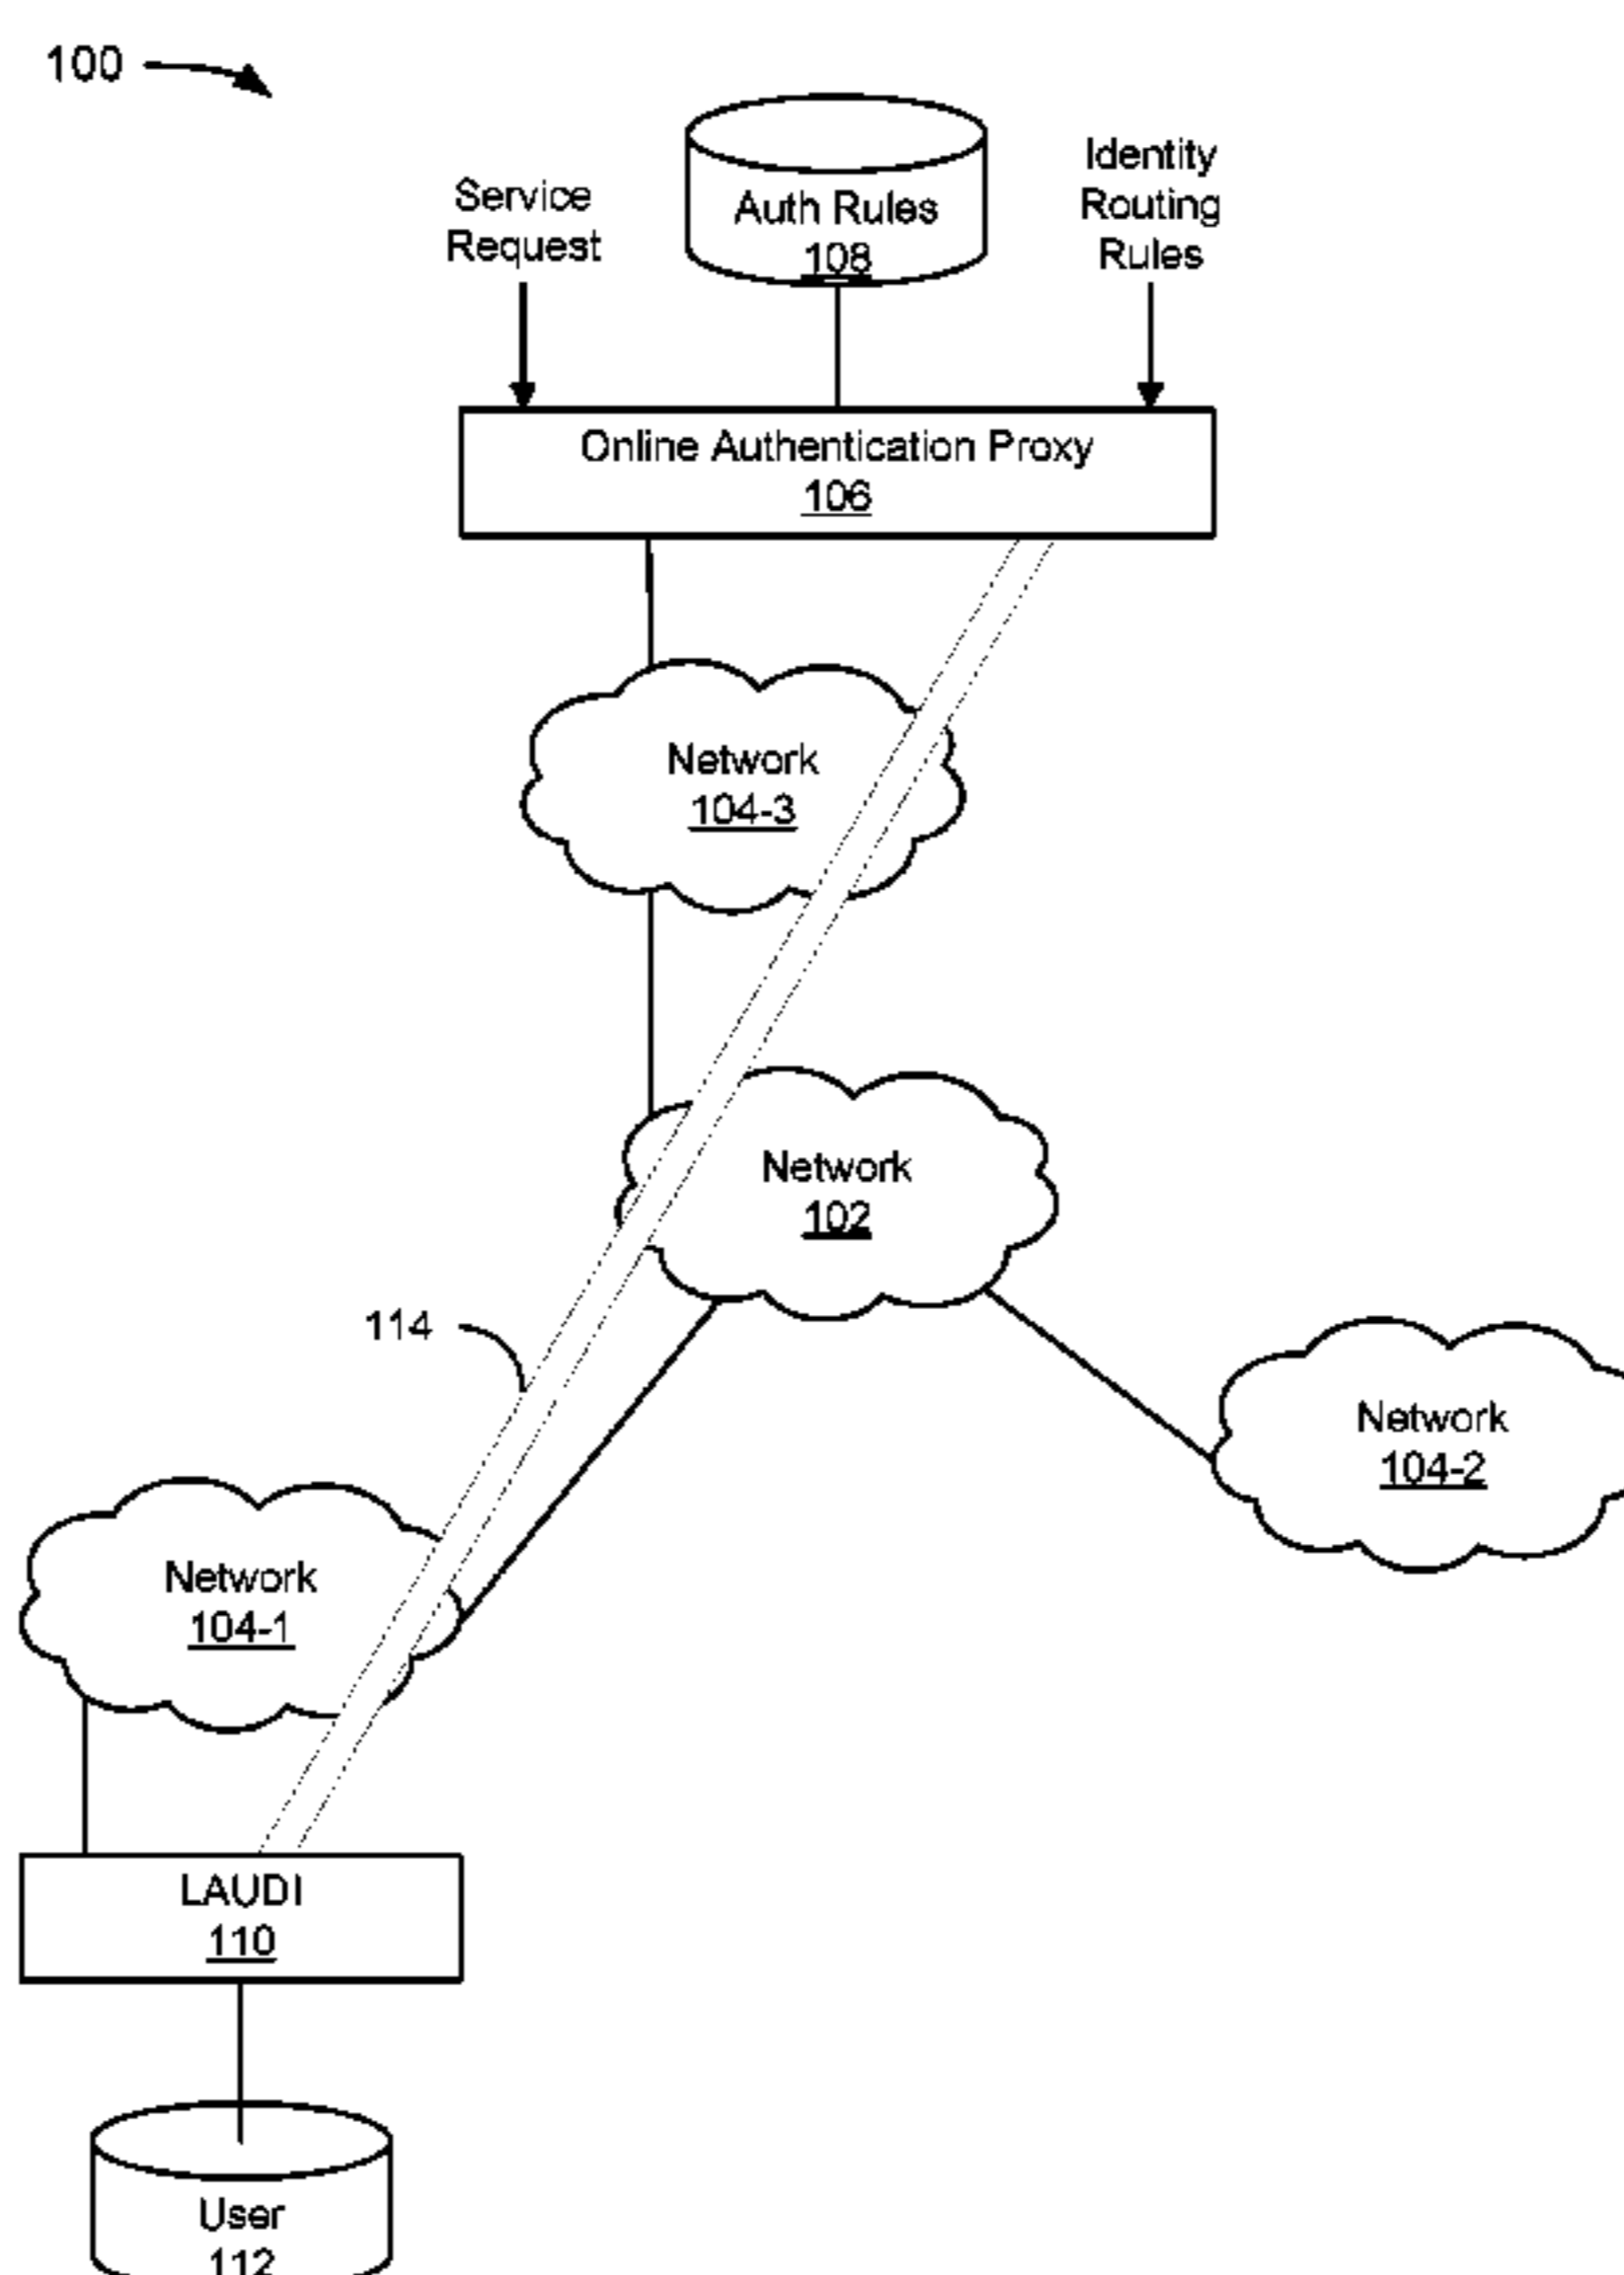 100
Service
Request
Auth Rules
108
Identity
Routing
Rules
Online Authentication Proxy
106
Network
104-3
Network
102
114
Network
104-2
Network
104-1
LAUDI
110
User
112